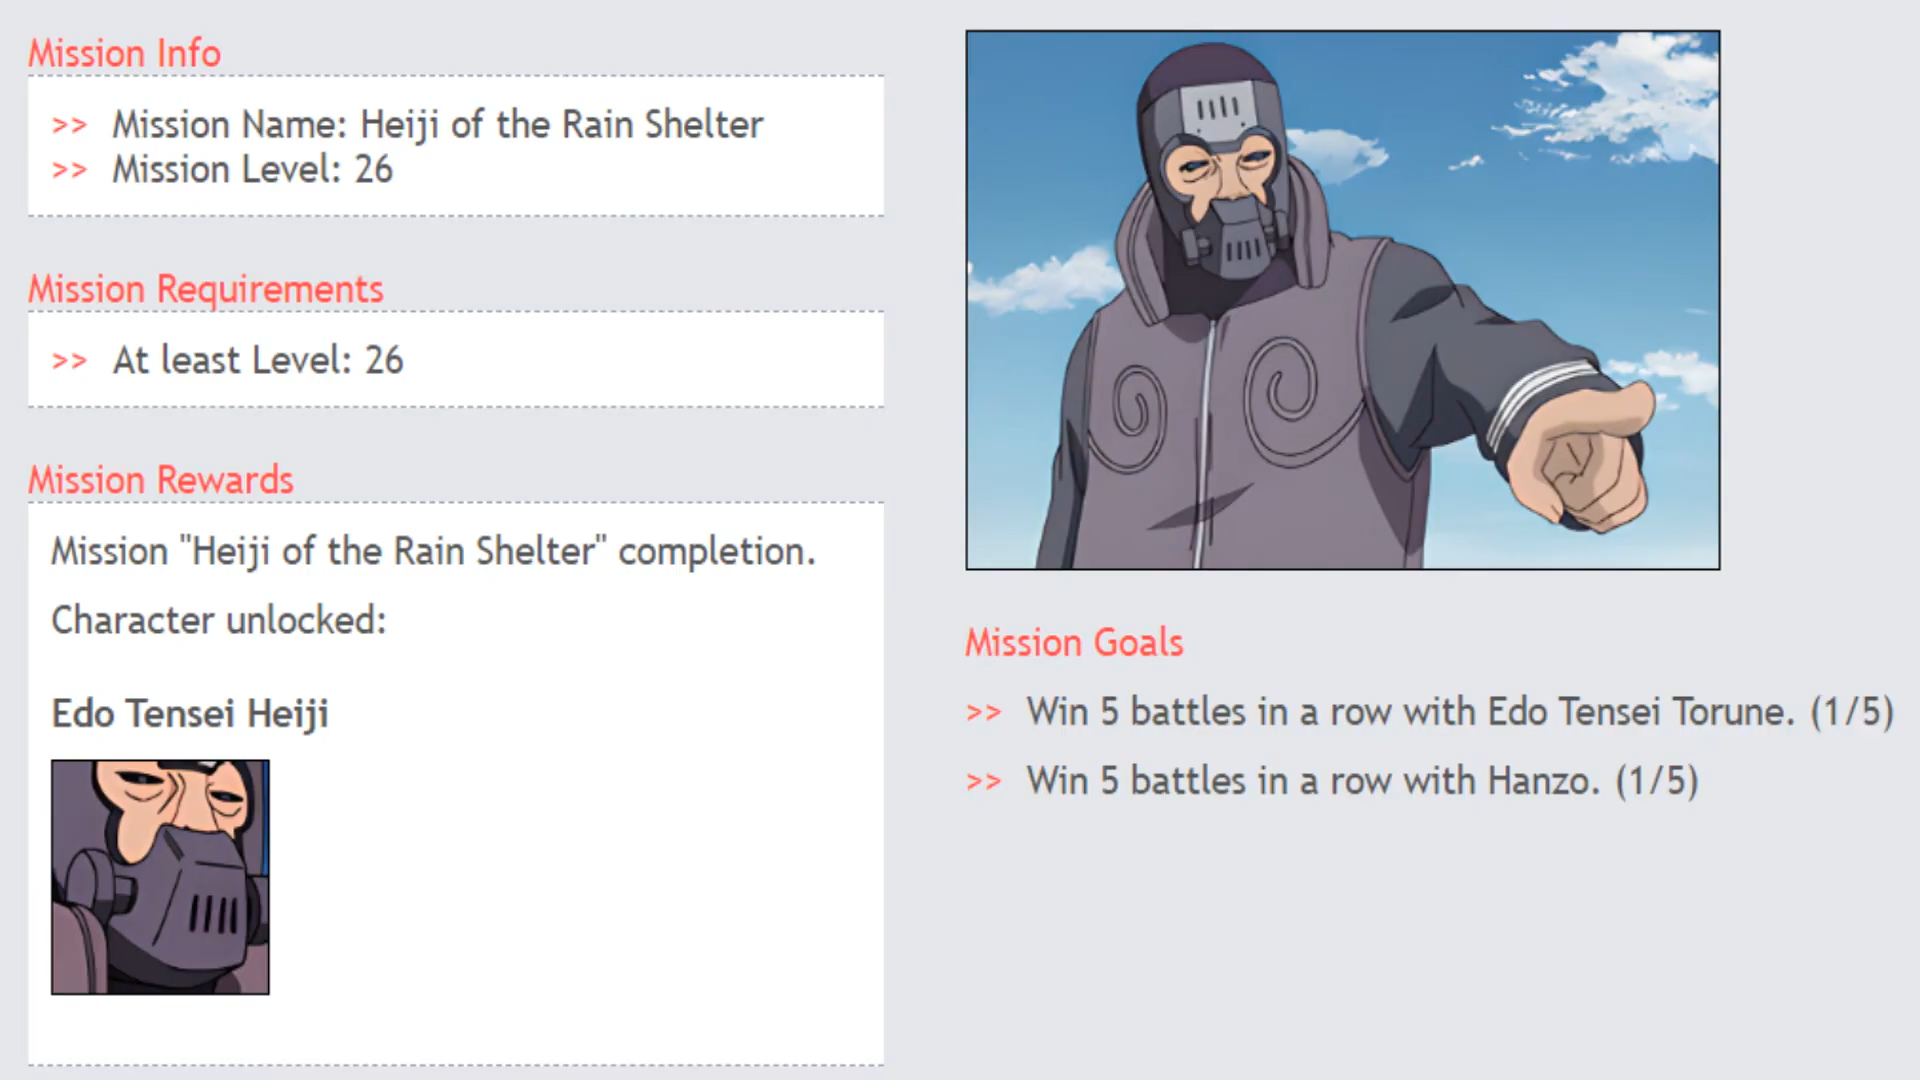 Mission Info
>> Mission Name: Heiji of the Rain Shelter
>> Mission Level: 26
Mission Requirements
>> At least Level: 26
Mission Rewards
Mission "Heiji of the Rain Shelter" completion.
Character unlocked:
Edo Tensei Heiji
Mission Goals
>> Win 5 battles in a row with Edo Tensei Torune. (1/5)
>> Win 5 battles in a row with Hanzo. (1/5)